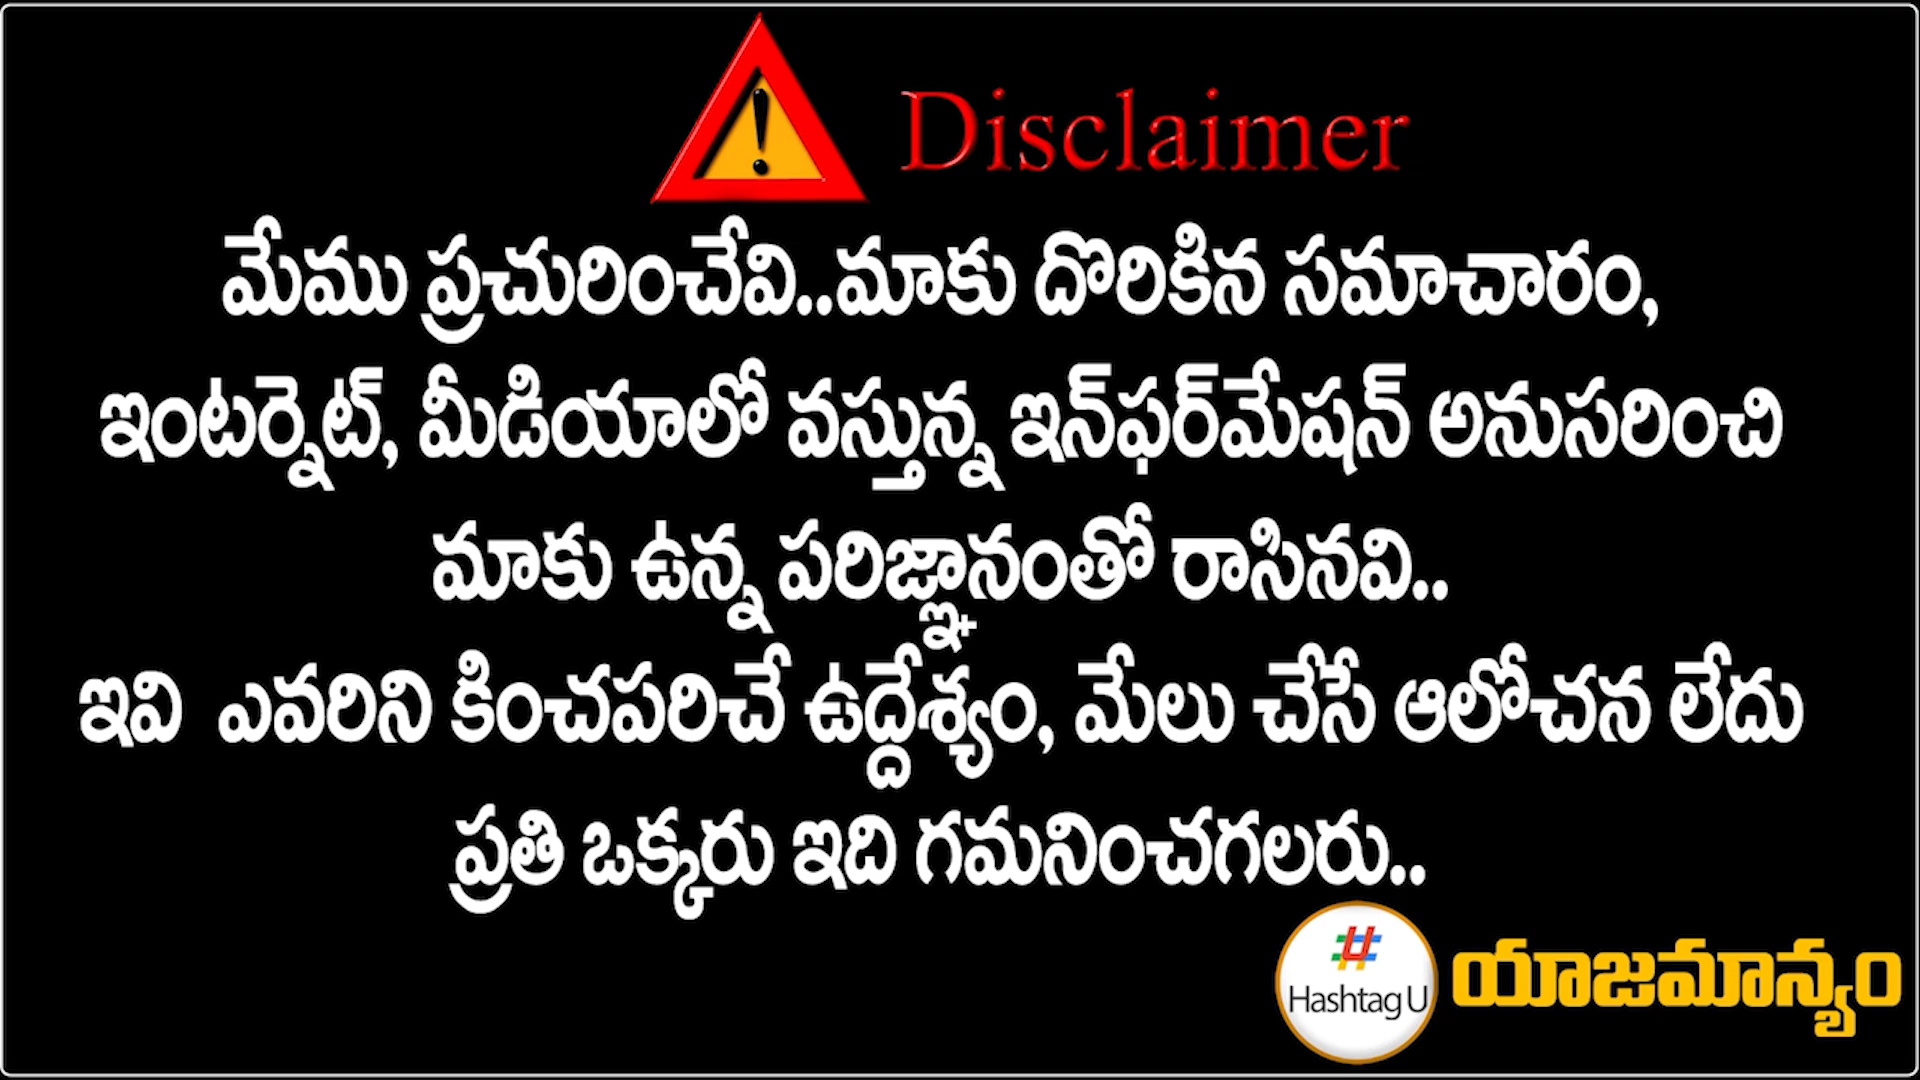 Disclaimer
మేము ప్రచురించేవి..మాకు దొరికిన సమాచారం,
ఇంటర్నెట్, మీడియాలో వస్తున్న ఇన్‌ఫర్‌మేషన్ అనుసరించి
మాకు ఉన్న పరిజ్ఞానంతో రాసినవి..
ఇవి ఎవరిని కించపరిచే ఉద్దేశ్యం, మేలు చేసే ఆలోచన లేదు
ప్రతి ఒక్కరు ఇది గమనించగలరు..
# Hashtag U యాజమాన్యం